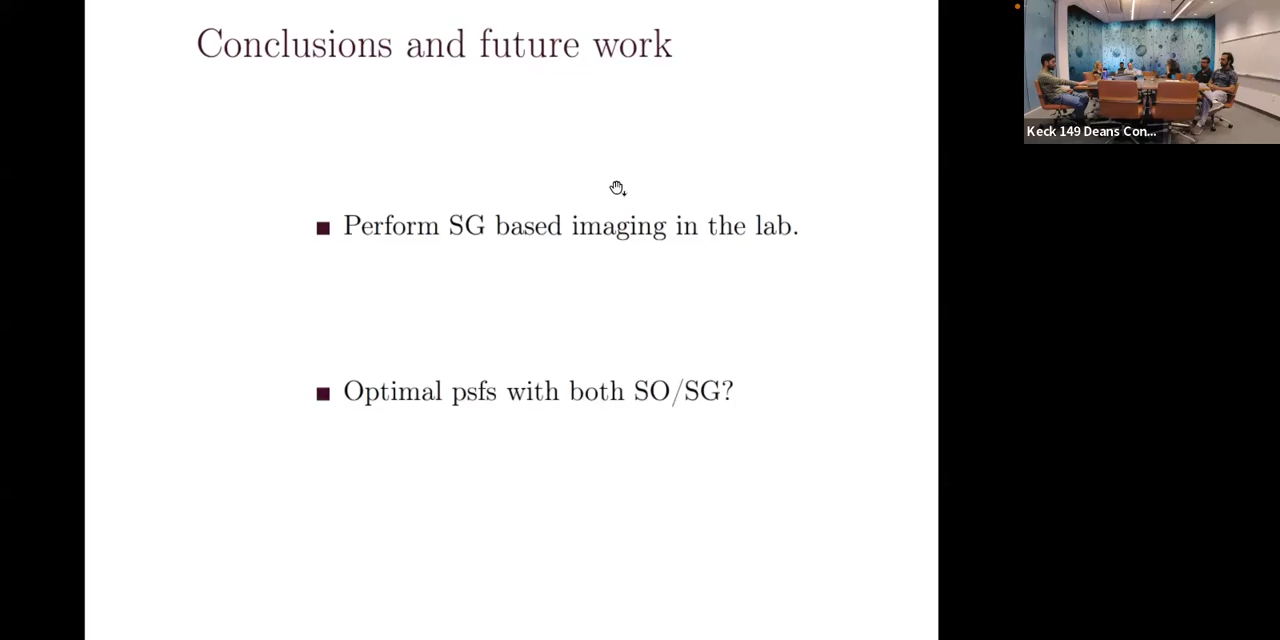 Conclusions and future work
Keck 149 Deans Con...
Perform SG based imaging in the lab.
Optimal psfs with both SO/SG?